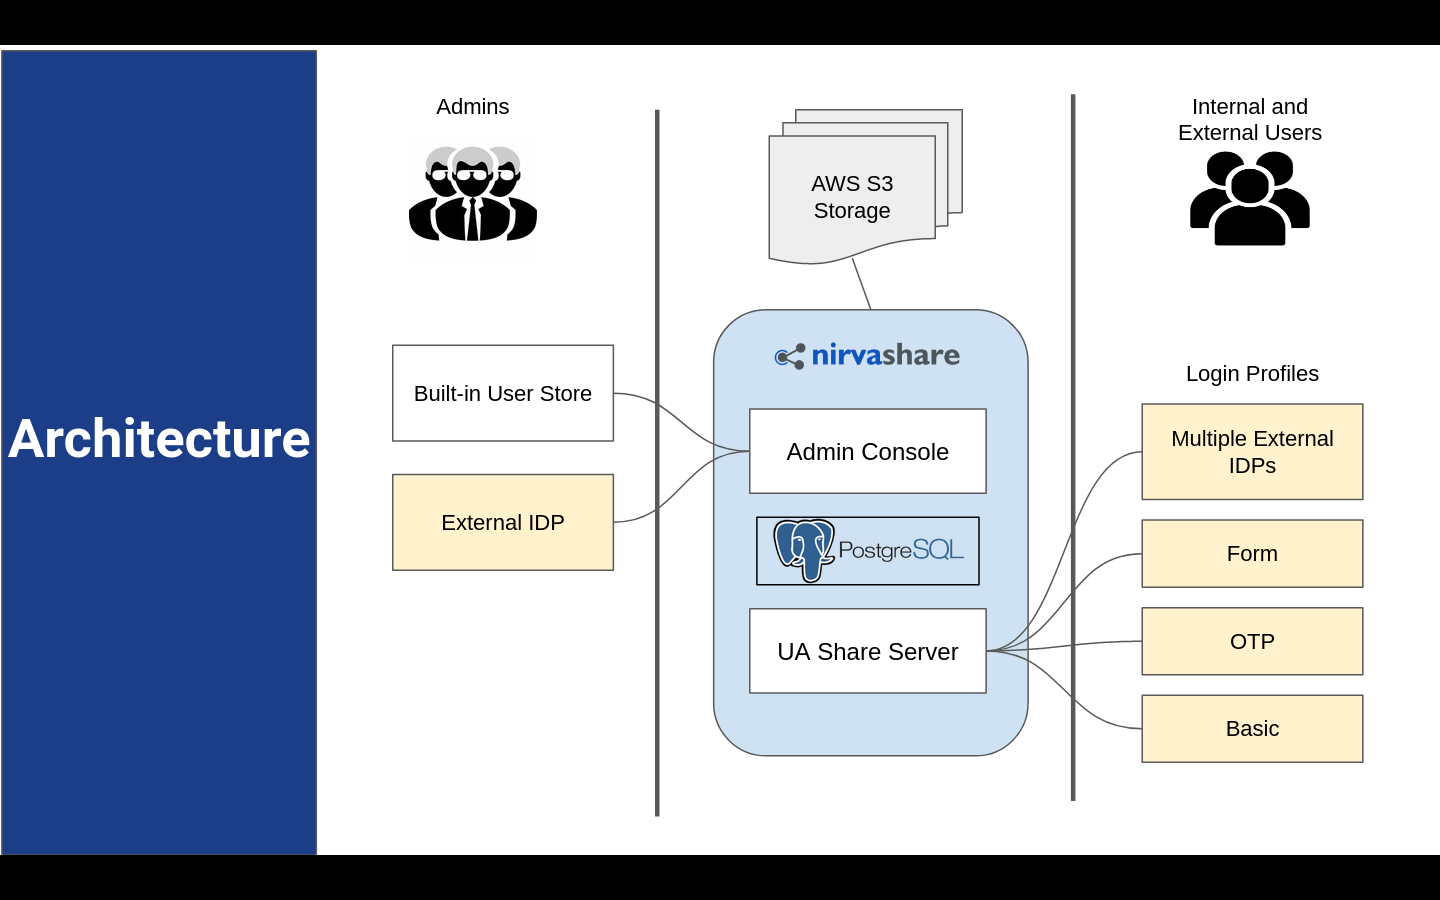 Architecture
Admins
Built-in User Store
External IDP
AWS S3
Storage
nirvashare
Admin Console
PostgreSQL
UA Share Server
Internal and
External Users
Login Profiles
Multiple External
IDPs
Form
OTP
Basic